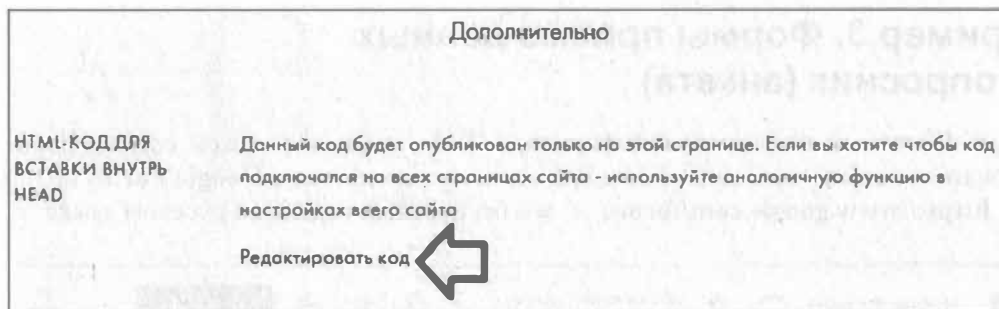 Дополнительно
HTML-КОД ДЛЯ
ВСТАВКИ ВНУТРЬ
HEAD
Данный код будет опубликован только на этой странице. Если вы хотите чтобы код
подключался на всех страницах сайта - используйте аналогичную функцию в
настройках всего сайта
Редактировать код